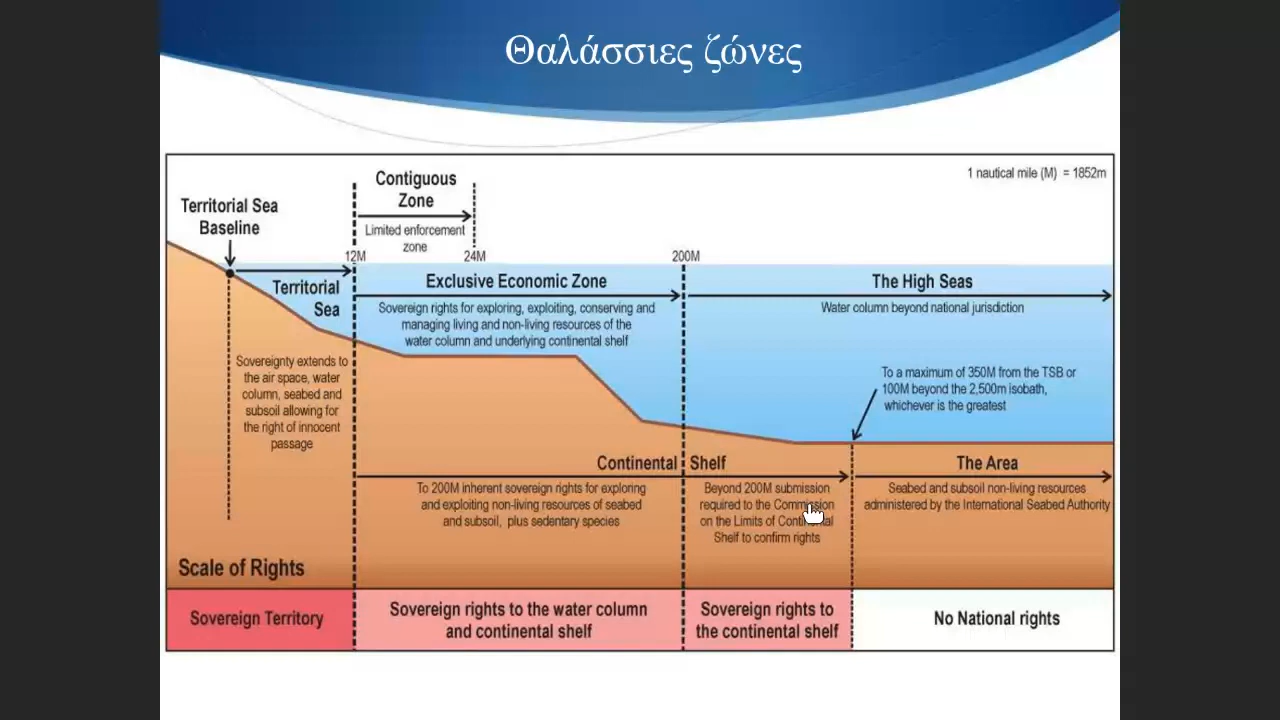 Θαλάσσιες ζώνες
1 nautical mile (M) = 1852m
Contiguous
Zone
Limited enforcement
zone
Territorial Sea
Baseline
12M
24M
200M
Territorial
Sea
Exclusive Economic Zone
Sovereign rights for exploring, exploiting, conserving and
managing living and non-living resources of the
water column and underlying continental shelf
The High Seas
Water column beyond national jurisdiction
Sovereignty extends to
the air space, water
column, seabed and
subsoil allowing for
the right of innocent
passage
To a maximum of 350M from the TSB or
100M beyond the 2,500m isobath,
whichever is the greatest
Continental Shelf
To 200M inherent sovereign rights for exploring
and exploiting non-living resources of seabed
and subsoil, plus sedentary species
Beyond 200M submission
required to the Commission
on the Limits of Continental
Shelf to confirm rights
The Area
Seabed and subsoil non-living resources
administered by the International Seabed Authority
Scale of Rights
Sovereign Territory
Sovereign rights to the water column
and continental shelf
Sovereign rights to
the continental shelf
No National rights